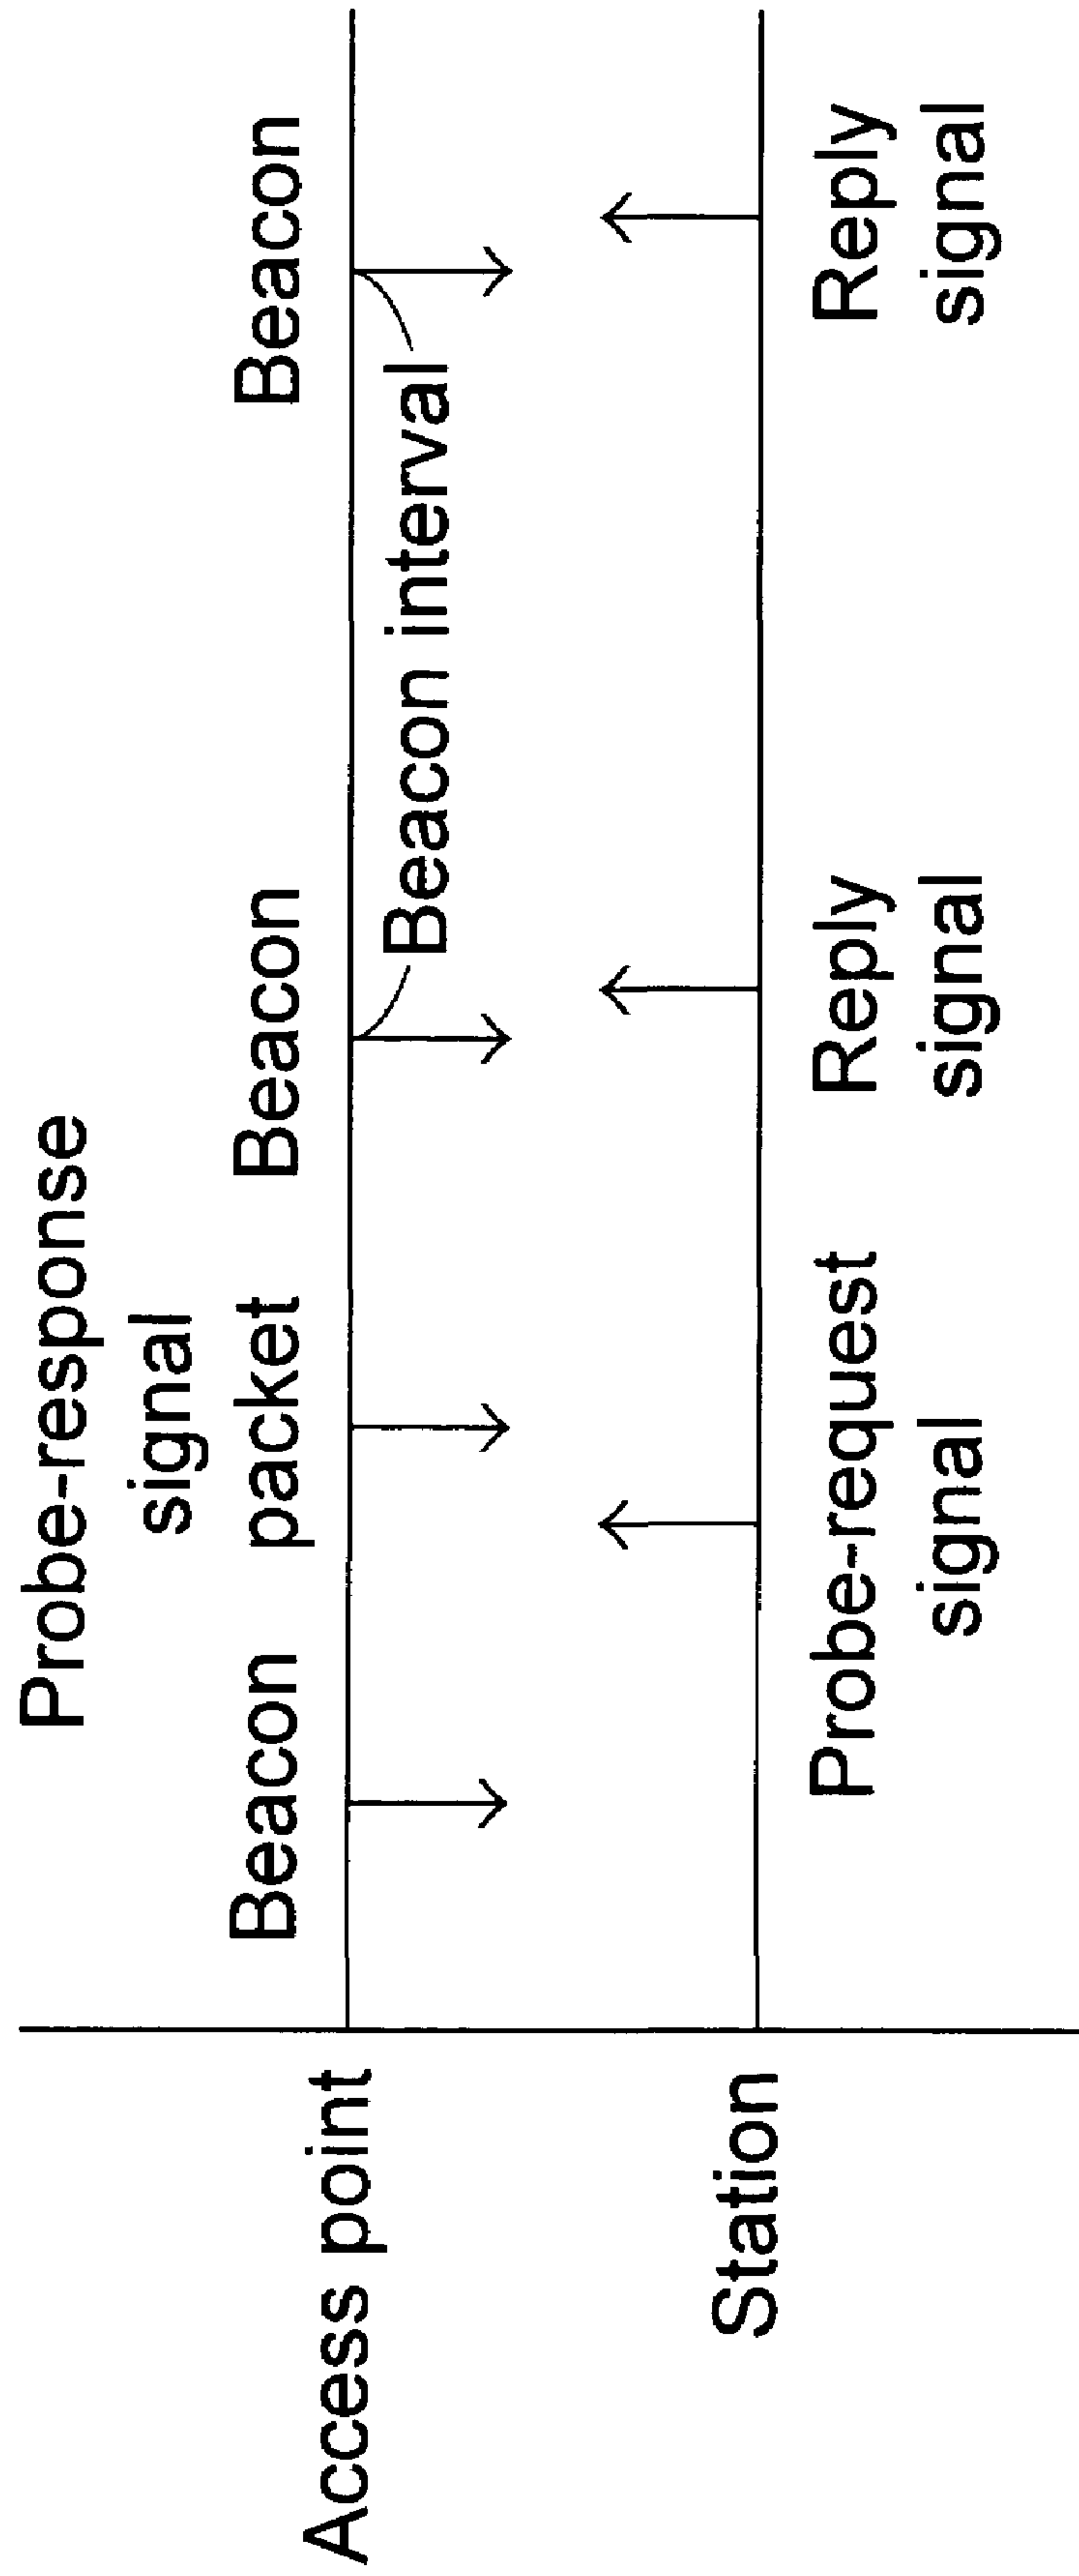 Probe-response
signal
Beacon packet Beacon Beacon
Access point
Beacon interval
Station
Probe-request Reply Reply
signal signal signal